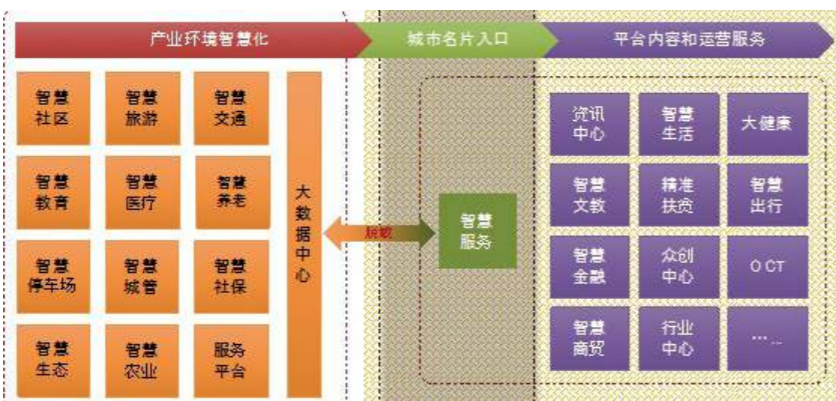 产业环境智慧化
城市名片入口
平台内容和运营服务
智慧
社区
智慧
旅游
智慧
交通
智慧
教育
智慧
医疗
智慧
养老
智慧
停车场
智慧
城管
智慧
社保
智慧
生态
智慧
农业
服务
平台
大
数
据
中
心
脱敏
智慧
服务
资讯
中心
智慧
生活
大健康
智慧
文教
精准
扶贫
智慧
出行
智慧
金融
众创
中心
OCT
智慧
商贸
行业
中心
……